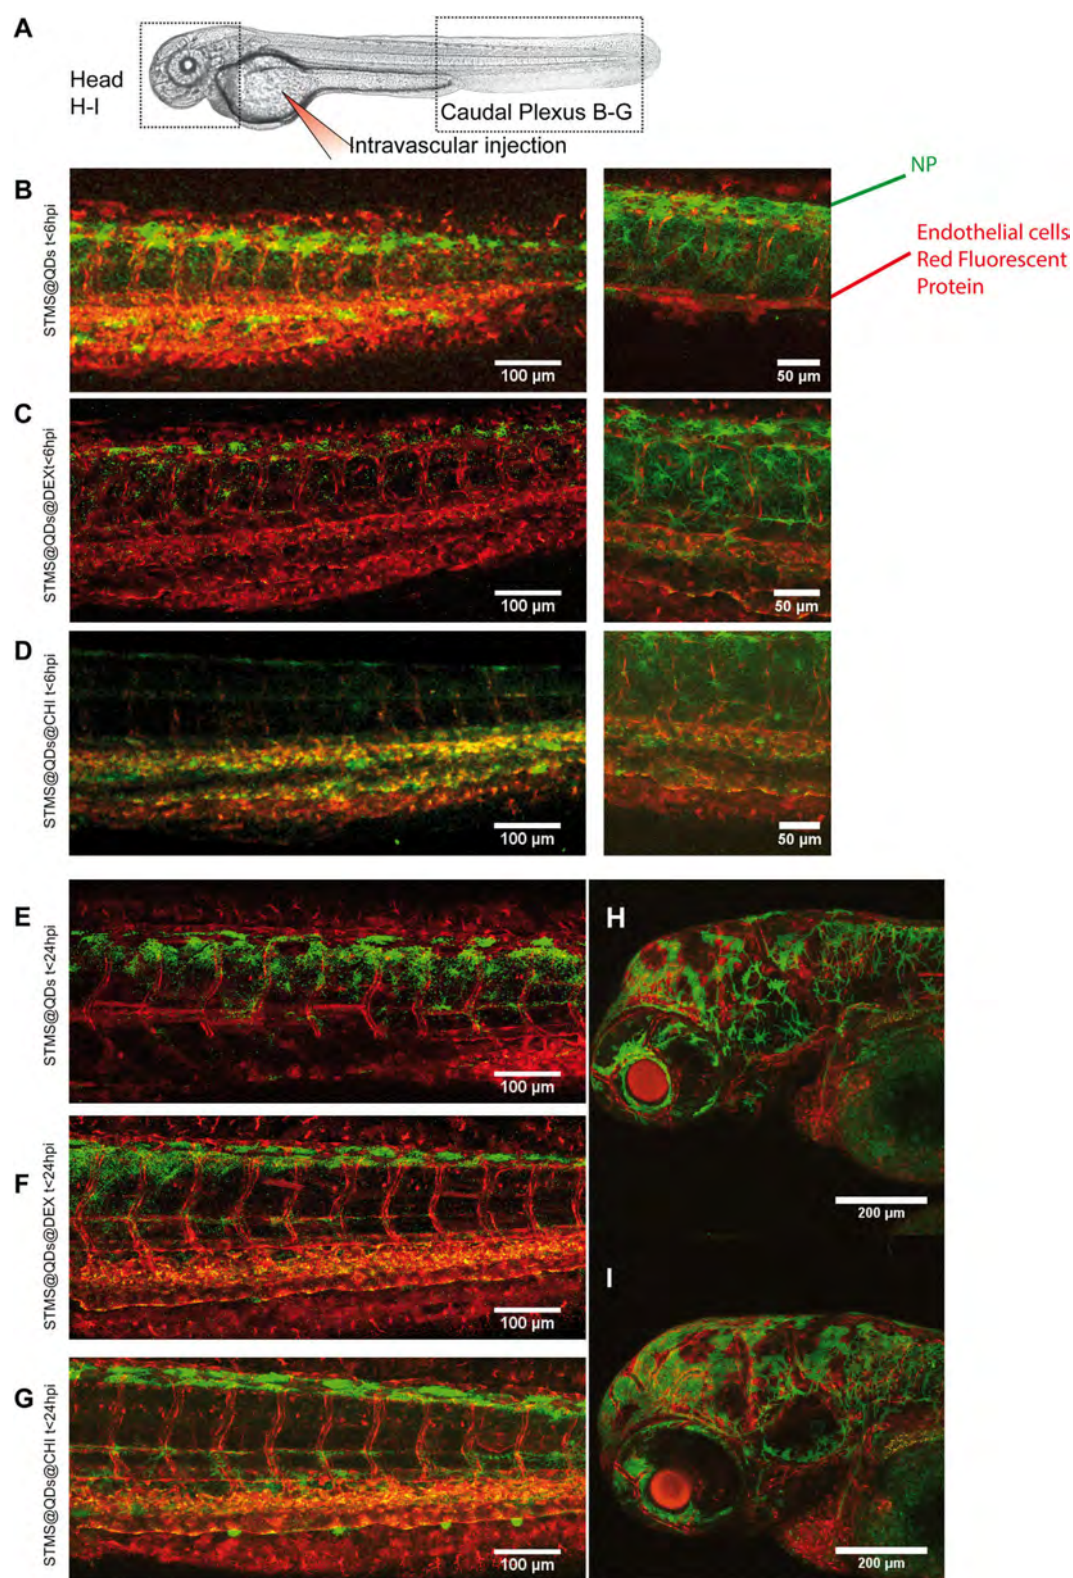 A
Head
H-I
Caudal Plexus B-G
Intravascular injection
B
STMS@QDs t<6hpi
100 µm
50 µm
NP
Endothelial cells
Red Fluorescent
Protein
C
STMS@QDs@DEXt<6hpi
100 µm
50 µm
D
STMS@QDs@CHI t<6hpi
100 µm
50 µm
E
STMS@QDs t<24hpi
100 µm
H
200 µm
F
STMS@QDs@DEX t<24hpi
100 µm
I
200 µm
G
STMS@QDs@CHI t<24hpi
100 µm